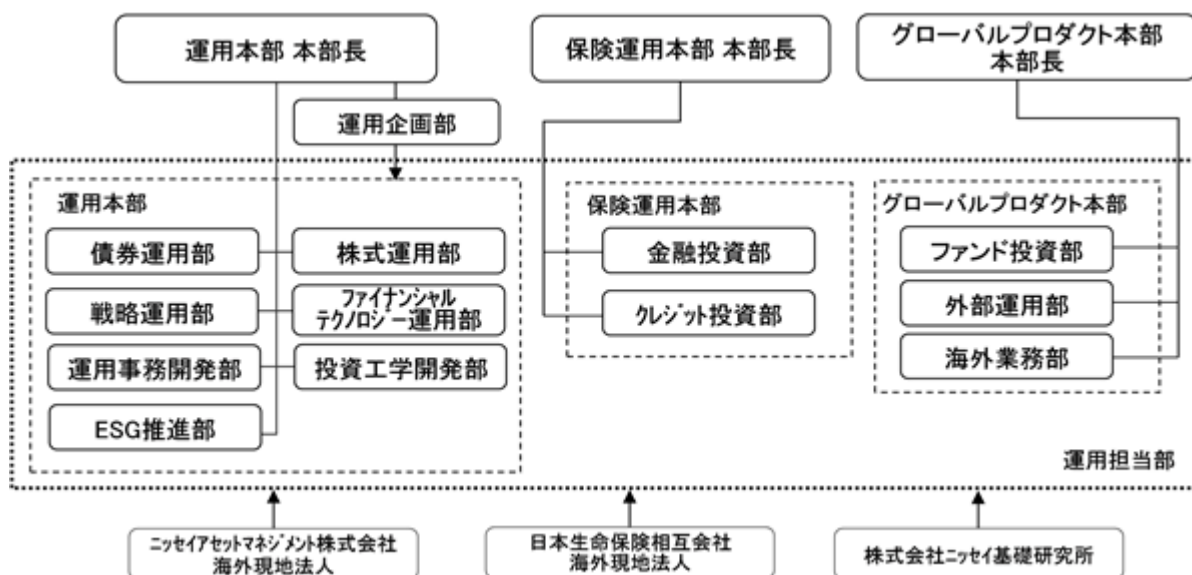 運用本部 本部長
保険運用本部 本部長
グローバルプロダクト本部
本部長
運用企画部
運用本部
債券運用部
株式運用部
戦略運用部
ファイナンシャル
テクノロジー運用部
運用事務開発部
投資工学開発部
ESG推進部
保険運用本部
金融投資部
クレジット投資部
グローバルプロダクト本部
ファンド投資部
外部運用部
海外業務部
運用担当部
ニッセイアセットマネジメント株式会社
海外現地法人
日本生命保険相互会社
海外現地法人
株式会社ニッセイ基礎研究所